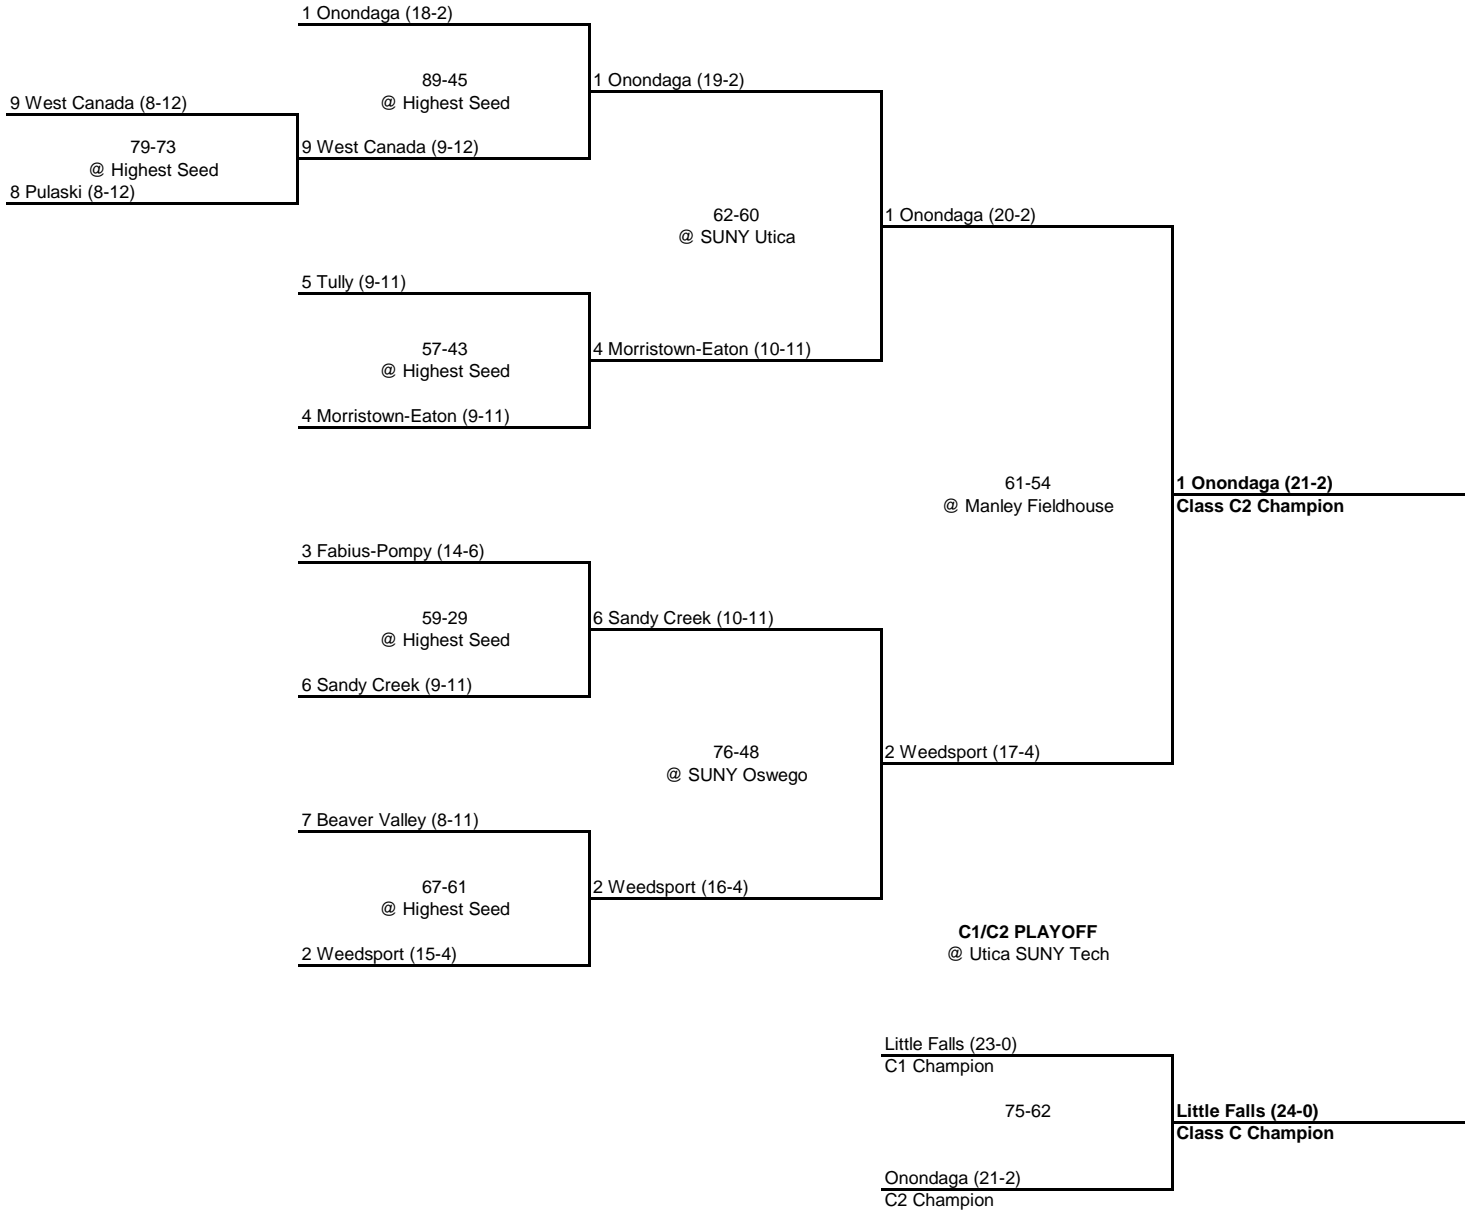 1 Onondaga (18-2)
89-45
@ Highest Seed
1 Onondaga (19-2)
9 West Canada (8-12)
79-73
@ Highest Seed
9 West Canada (9-12)
8 Pulaski (8-12)
62-60
@ SUNY Utica
1 Onondaga (20-2)
5 Tully (9-11)
57-43
@ Highest Seed
4 Morristown-Eaton (10-11)
4 Morristown-Eaton (9-11)
61-54
@ Manley Fieldhouse
1 Onondaga (21-2)
Class C2 Champion
3 Fabius-Pompy (14-6)
59-29
@ Highest Seed
6 Sandy Creek (10-11)
6 Sandy Creek (9-11)
76-48
@ SUNY Oswego
2 Weedsport (17-4)
7 Beaver Valley (8-11)
67-61
@ Highest Seed
2 Weedsport (16-4)
2 Weedsport (15-4)
C1/C2 PLAYOFF
@ Utica SUNY Tech
Little Falls (23-0)
C1 Champion
75-62
Little Falls (24-0)
Class C Champion
Onondaga (21-2)
C2 Champion